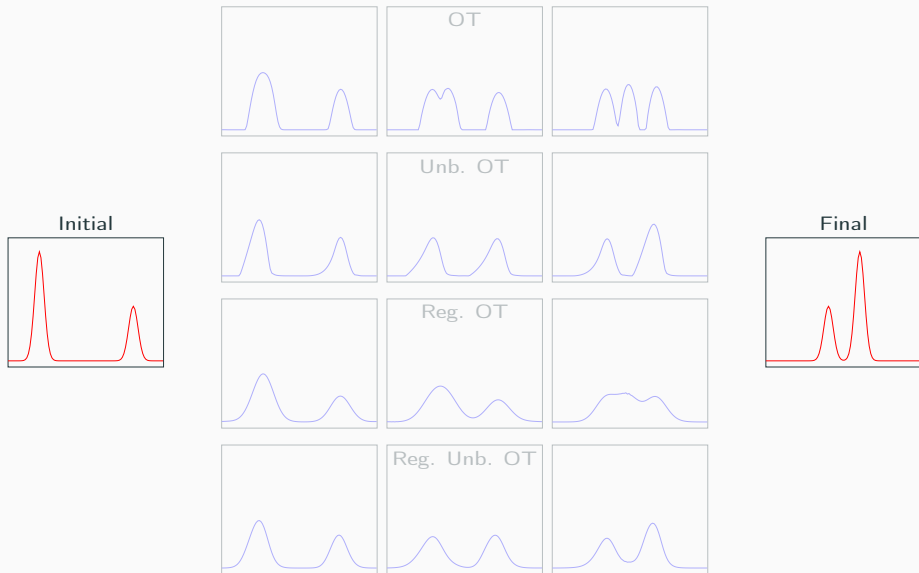 OT
Unb. OT
Initial
Final
Reg. OT
Reg. Unb. OT